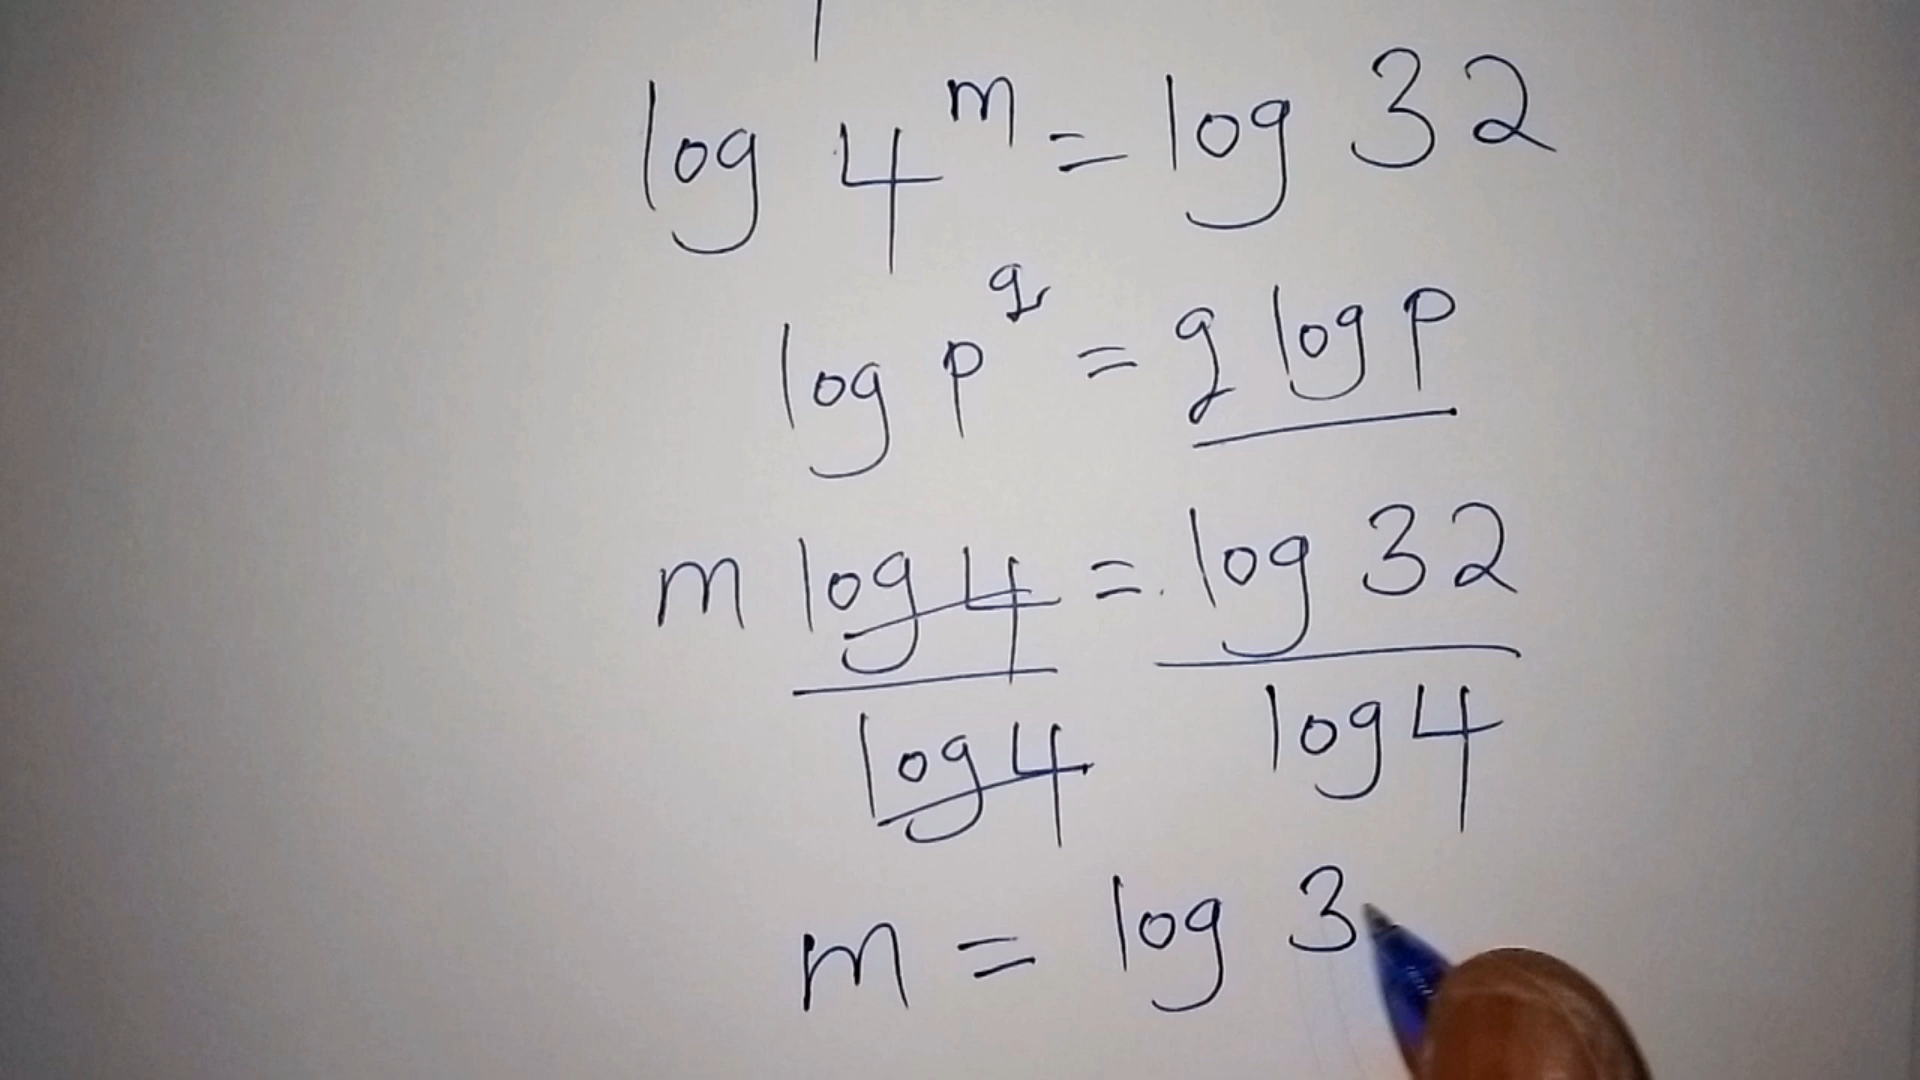 log 4^m = log 32
log p^q = q log p
m log 4 = log 32
log 4 log 4
m = log 3